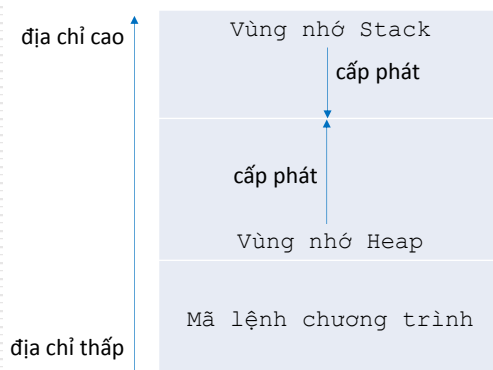 Vùng nhớ Stack
địa chỉ cao
cấp phát
cấp phát
Vùng nhớ Heap
Mã lệnh chương trình
địa chỉ thấp